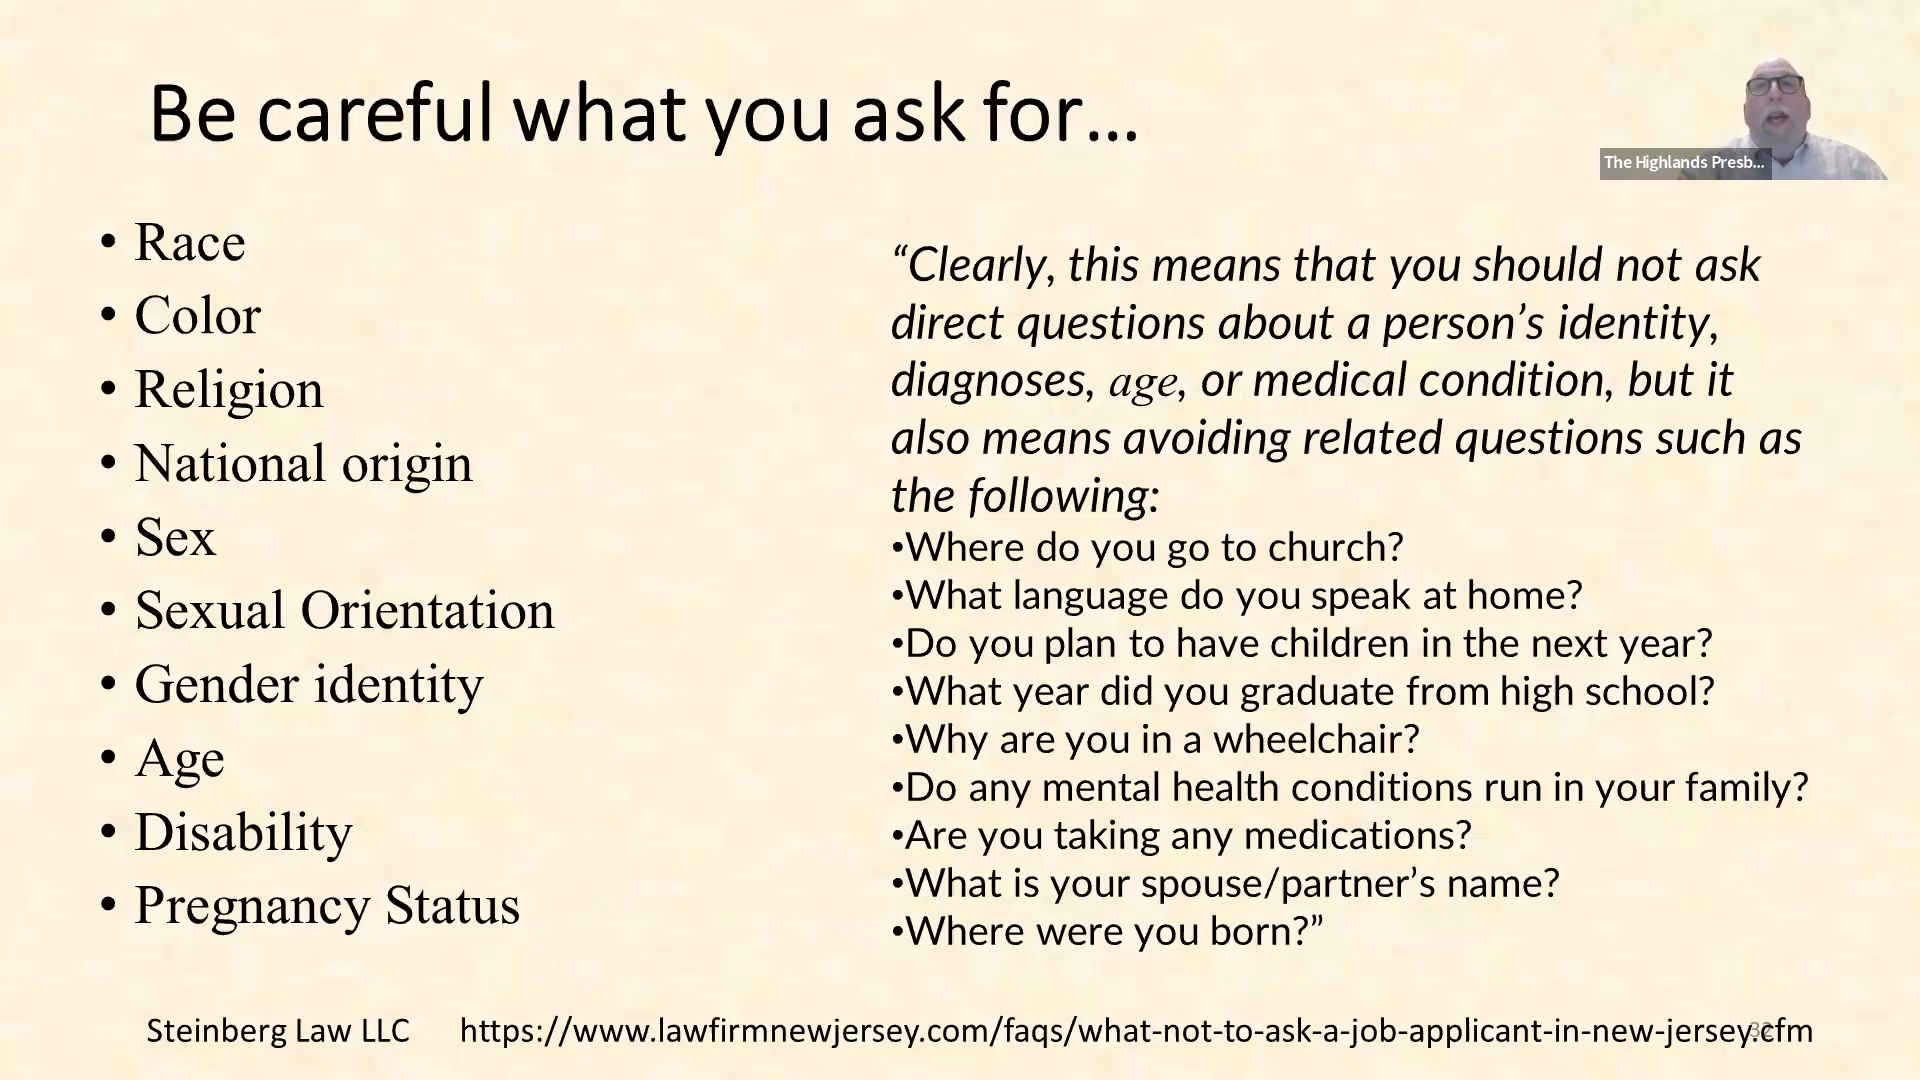 Be careful what you ask for...
The Highlands Presb...
• Race
• Color
• Religion
• National origin
• Sex
• Sexual Orientation
• Gender identity
• Age
• Disability
• Pregnancy Status
“Clearly, this means that you should not ask
direct questions about a person’s identity,
diagnoses, age, or medical condition, but it
also means avoiding related questions such as
the following:
•Where do you go to church?
•What language do you speak at home?
•Do you plan to have children in the next year?
•What year did you graduate from high school?
•Why are you in a wheelchair?
•Do any mental health conditions run in your family?
•Are you taking any medications?
•What is your spouse/partner’s name?
•Where were you born?”
Steinberg Law LLC https://www.lawfirmnewjersey.com/faqs/what-not-to-ask-a-job-applicant-in-new-jersey.cfm
32